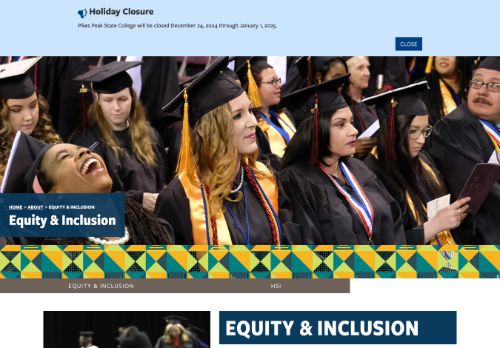 Holiday Closure
Pikes Peak State College will be closed December 24, 2024 through January 1, 2025.
CLOSE
HOME > ABOUT > EQUITY & INCLUSION
Equity & Inclusion
EQUITY & INCLUSION
HSI
EQUITY & INCLUSION